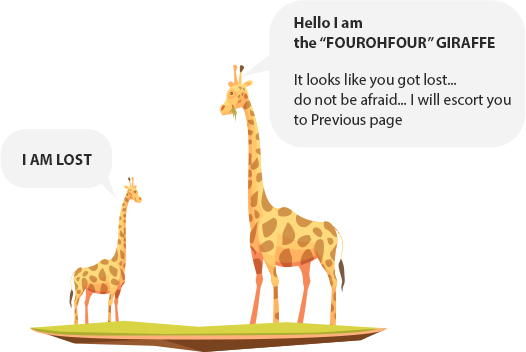 Hello I am
the “FOUROHFOUR” GIRAFFE
It looks like you got lost...
do not be afraid... I will escort you
to Previous page
I AM LOST